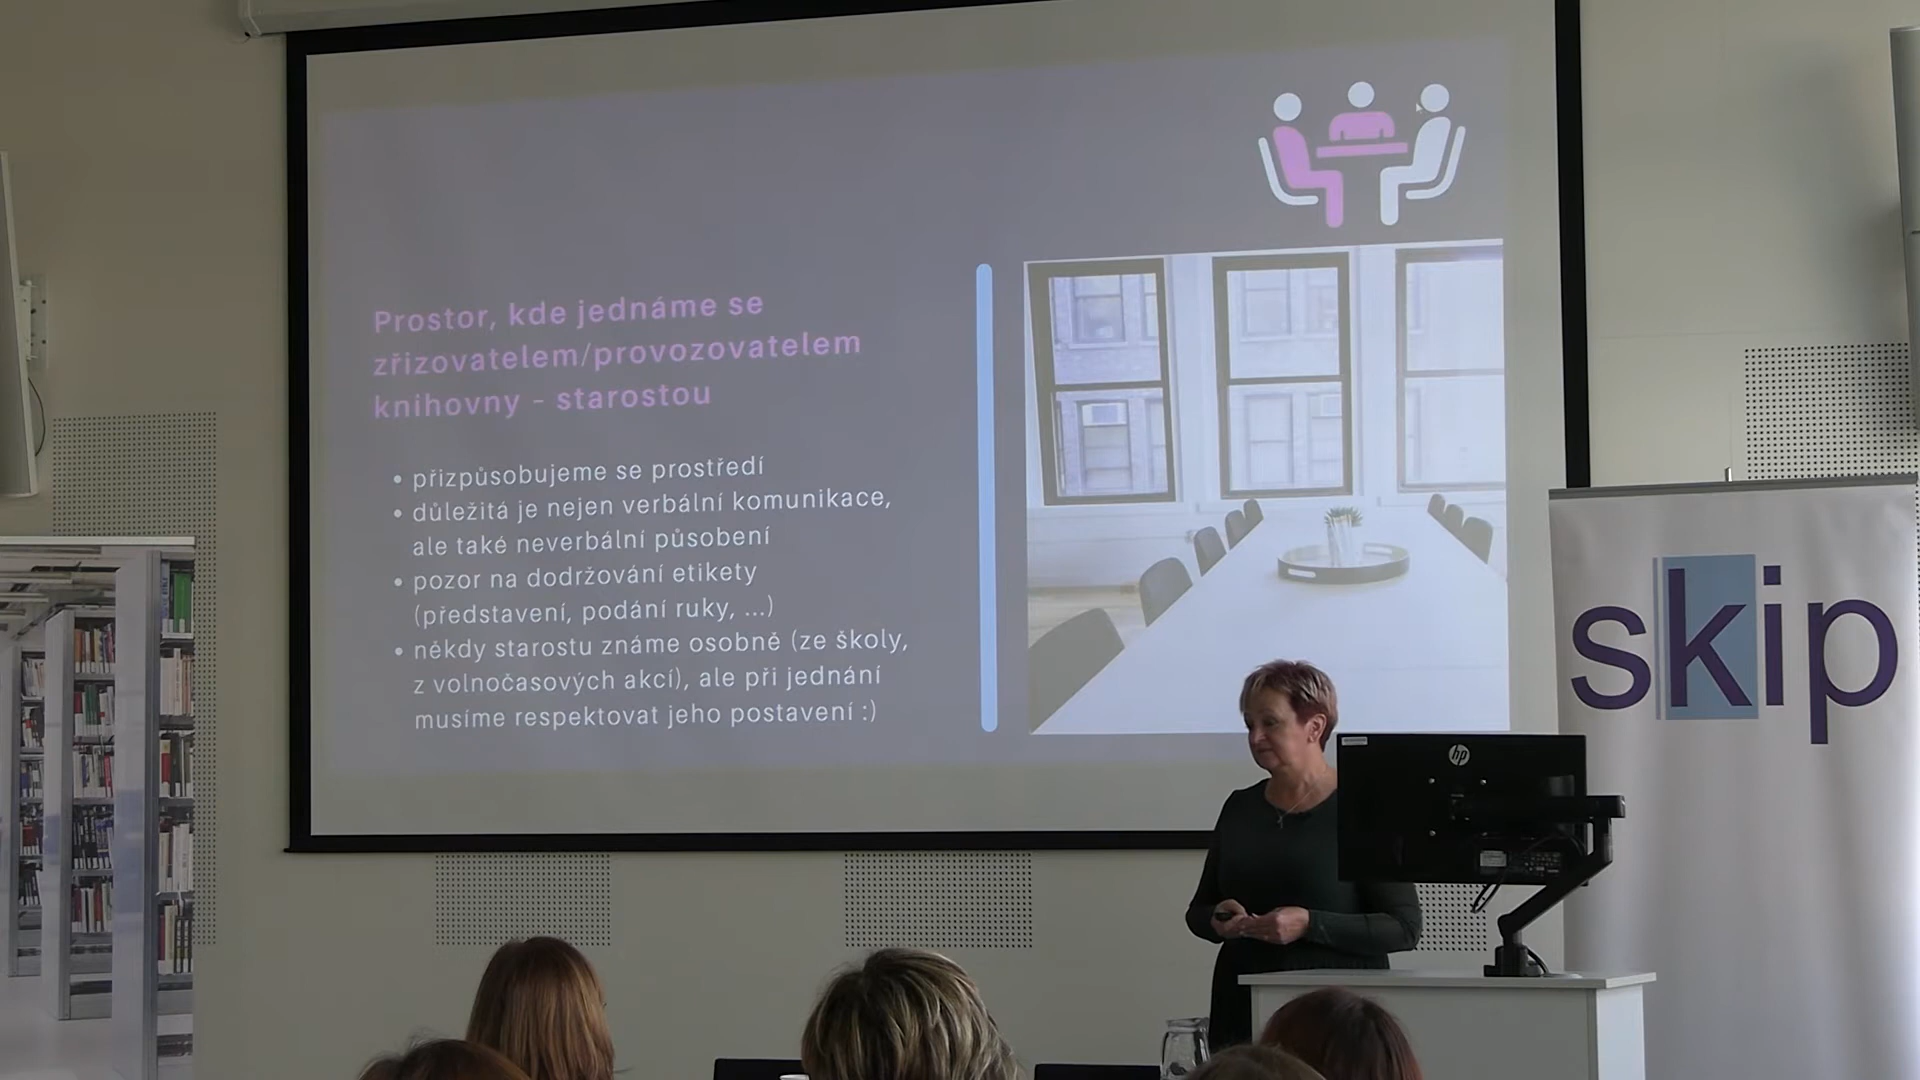 Prostor, kde jednáme se
zřizovatelem/provozovatelem
knihovny - starostou
• přizpůsobujeme se prostředí
• důležitá je nejen verbální komunikace,
ale také neverbální působení
• pozor na dodržování etikety
(představení, podání ruky, ...)
• někdy starostu známe osobně (ze školy,
z volnočasových akcí), ale při jednání
musíme respektovat jeho postavení :)
skip
hp